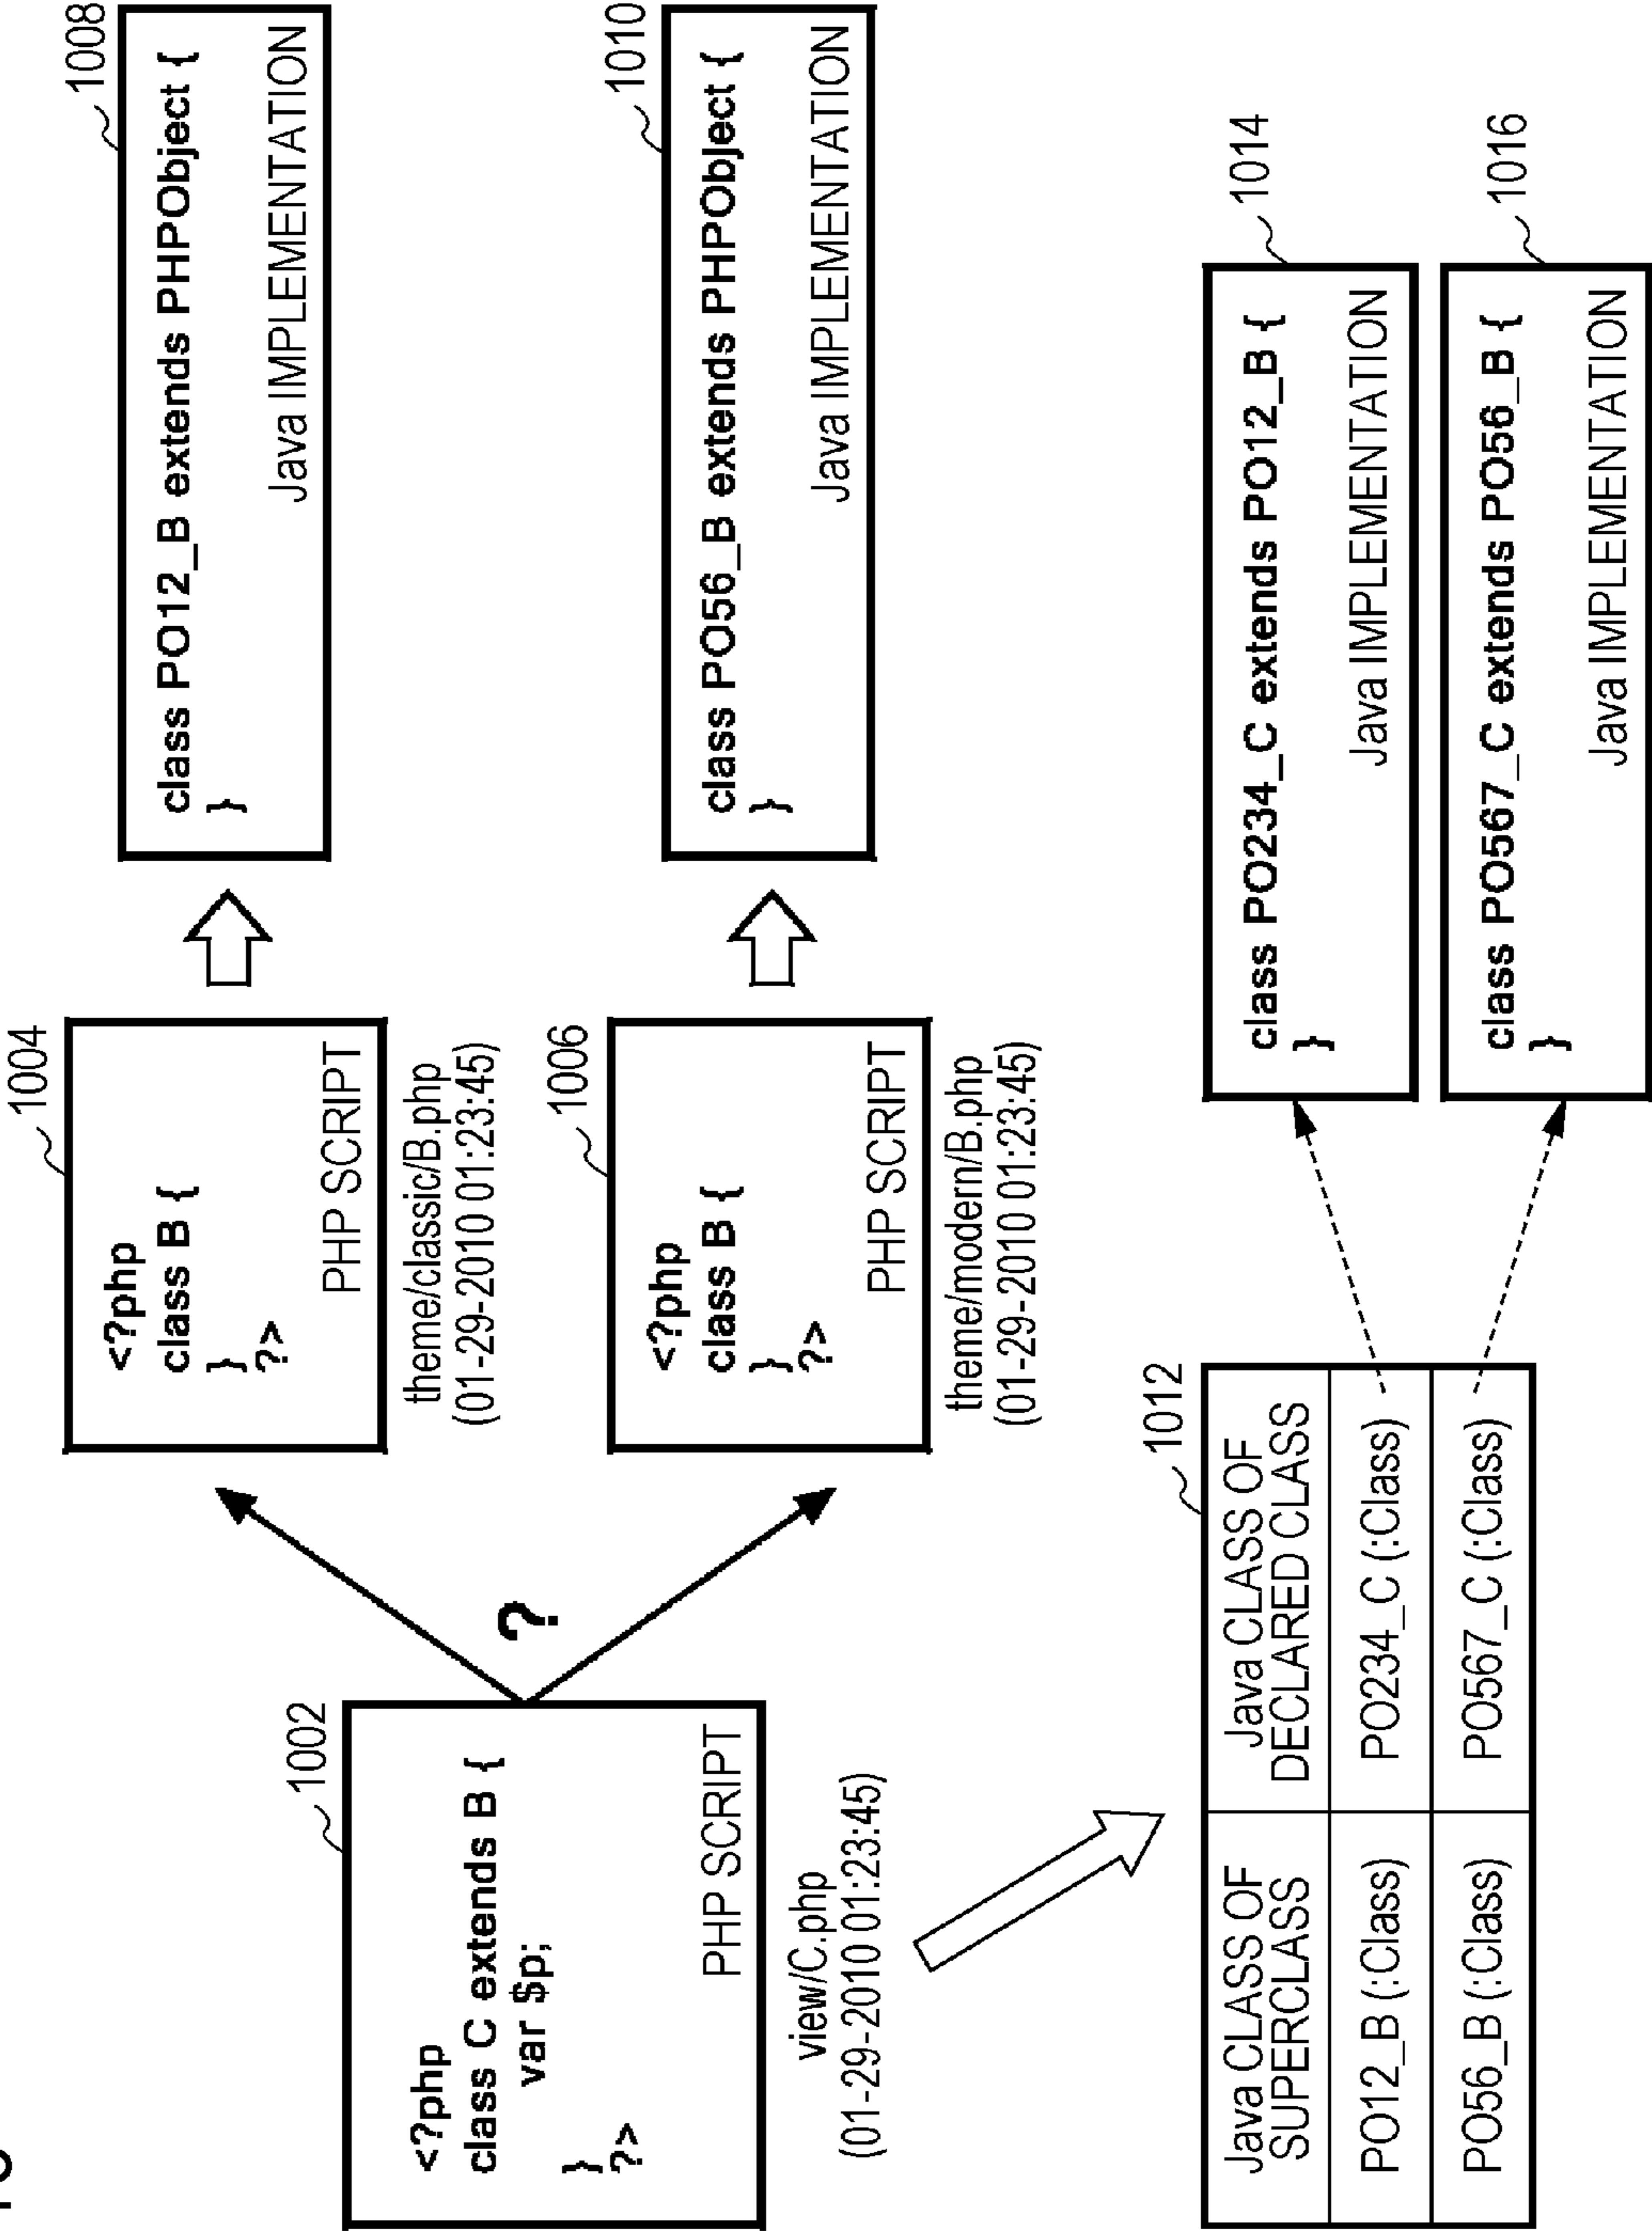 1002
<?php
class C extends B {
var $p;
}
?>
PHP SCRIPT
view/C.php
(01-29-2010 01:23:45)
?
1004
<?php
class B {
}
?>
PHP SCRIPT
theme/classic/B.php
(01-29-2010 01:23:45)
1006
<?php
class B {
}
?>
PHP SCRIPT
theme/modern/B.php
(01-29-2010 01:23:45)
1008
class PO12_B extends PHPObject {
}
Java IMPLEMENTATION
1010
class PO56_B extends PHPObject {
}
Java IMPLEMENTATION
1012
Java CLASS OF
SUPERCLASS
Java CLASS OF
DECLARED CLASS
PO12_B (:Class)
PO234_C (:Class)
PO56_B (:Class)
PO567_C (:Class)
1014
class PO234_C extends PO12_B {
}
Java IMPLEMENTATION
1016
class PO567_C extends PO56_B {
}
Java IMPLEMENTATION